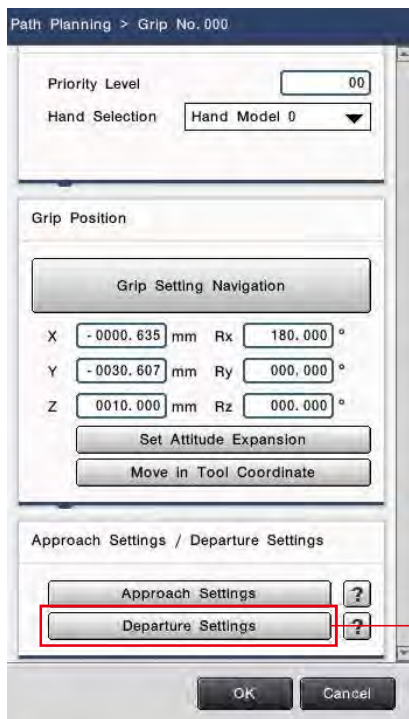 Path Planning > Grip No.000
Priority Level 00
Hand Selection Hand Model 0
Grip Position
Grip Setting Navigation
X -0000.635 mm Rx 180.000 °
Y -0030.607 mm Ry 000.000 °
Z 0010.000 mm Rz 000.000 °
Set Attitude Expansion
Move in Tool Coordinate
Approach Settings / Departure Settings
Approach Settings ?
Departure Settings ?
OK Cancel